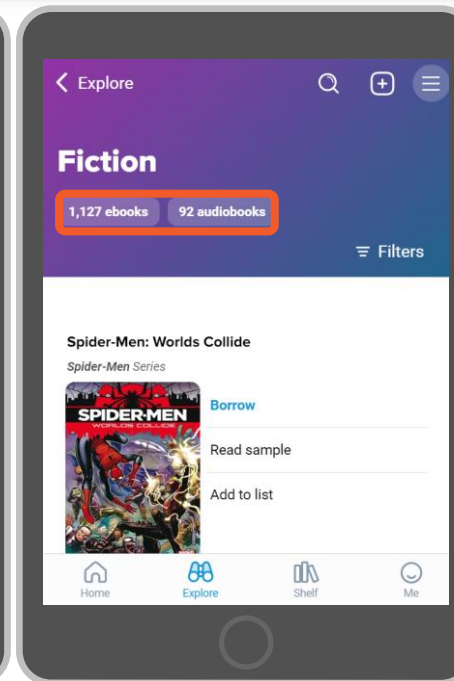 Explore
Fiction
1,127 ebooks 92 audiobooks
Filters
Spider-Men: Worlds Collide
Spider-Men Series
SPIDER-MEN
WORLDS COLLIDE
Borrow
Read sample
Add to list
Home Explore Shelf Me